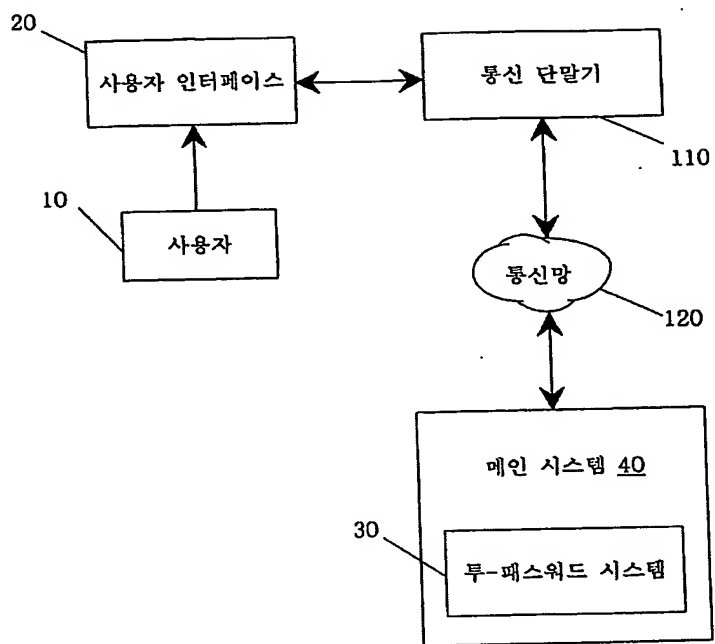 20
사용자 인터페이스
통신 단말기
110
10
사용자
통신망
120
메인 시스템 40
30
투-패스워드 시스템